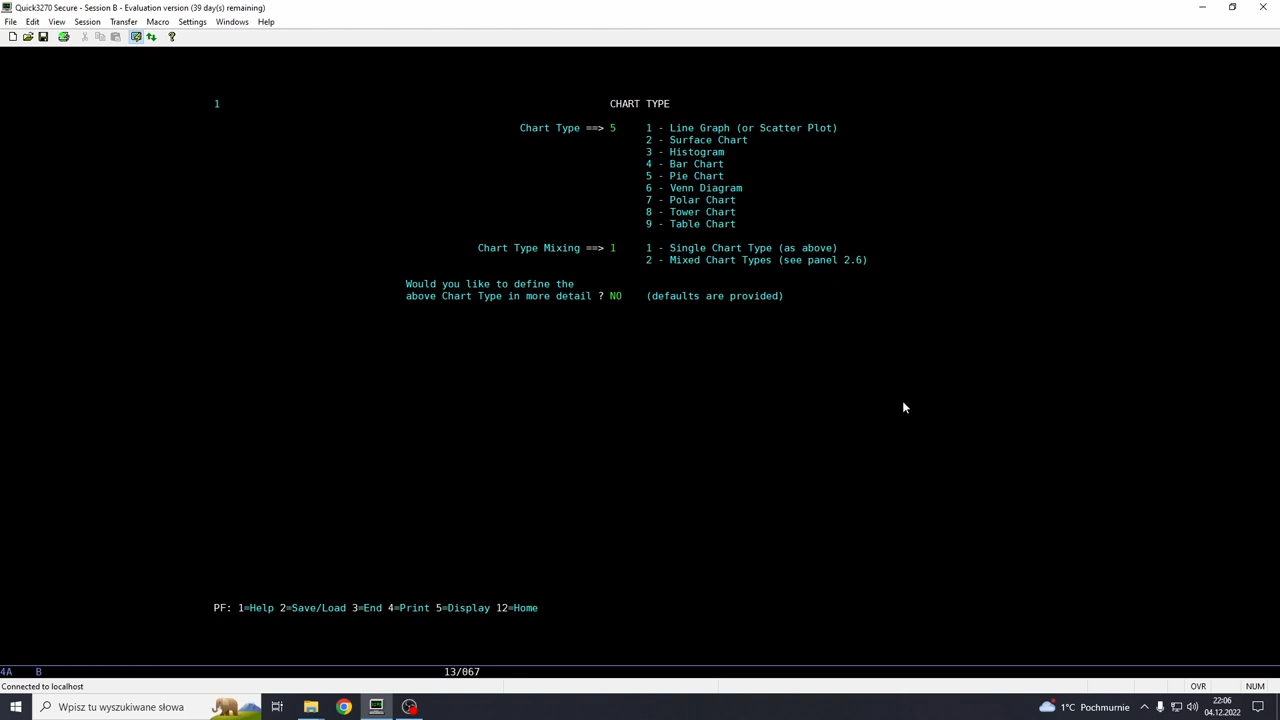 Quick3270 Secure - Session B - Evaluation version (39 day(s) remaining)
File Edit View Session Transfer Macro Settings Windows Help
1 CHART TYPE
Chart Type ==> 5 1 - Line Graph (or Scatter Plot)
2 - Surface Chart
3 - Histogram
4 - Bar Chart
5 - Pie Chart
6 - Venn Diagram
7 - Polar Chart
8 - Tower Chart
9 - Table Chart
Chart Type Mixing ==> 1 1 - Single Chart Type (as above)
2 - Mixed Chart Types (see panel 2.6)
Would you like to define the
above Chart Type in more detail ? NO (defaults are provided)
PF: 1=Help 2=Save/Load 3=End 4=Print 5=Display 12=Home
4A B 13/067
Connected to localhost OVR NUM
Wpisz tu wyszukiwane słowa 1°C Pochmurnie 22:06
04.12.2022